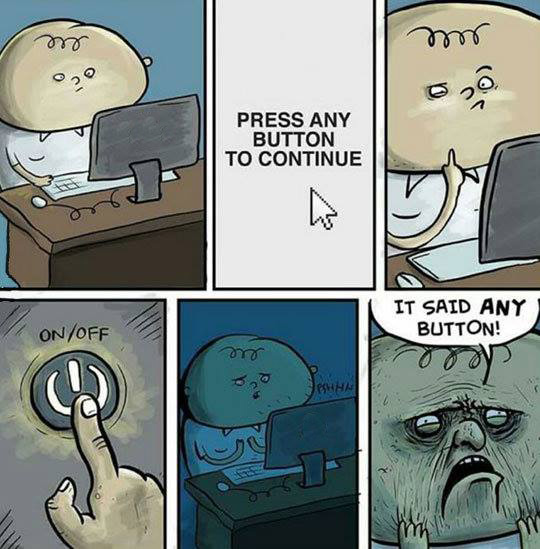 PRESS ANY
BUTTON
TO CONTINUE
ON/OFF
PSHHH
IT SAID ANY
BUTTON!